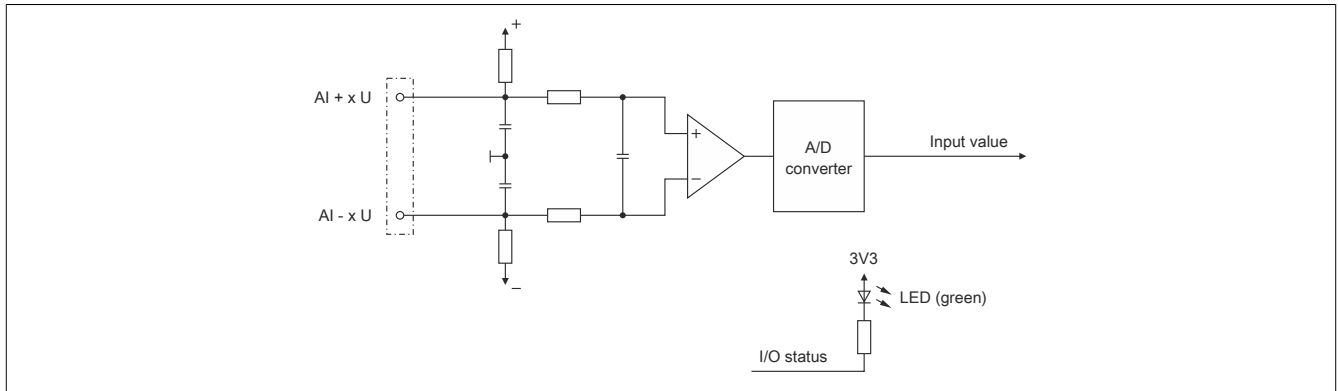 +
AI + x U
+
−
A/D
converter
Input value
AI - x U
−
3V3
LED (green)
I/O status